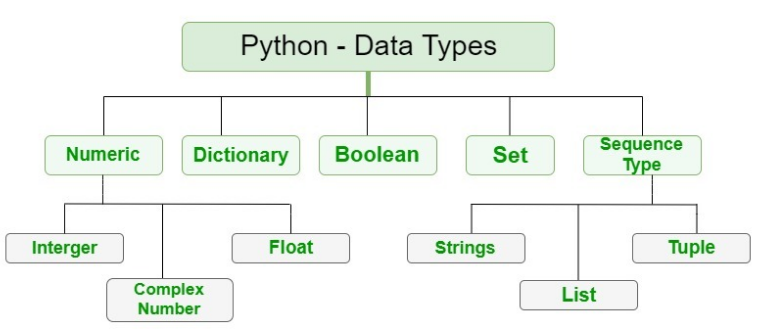 Python - Data Types
Numeric
Dictionary
Boolean
Set
Sequence
Type
Interger
Complex
Number
Float
Strings
List
Tuple